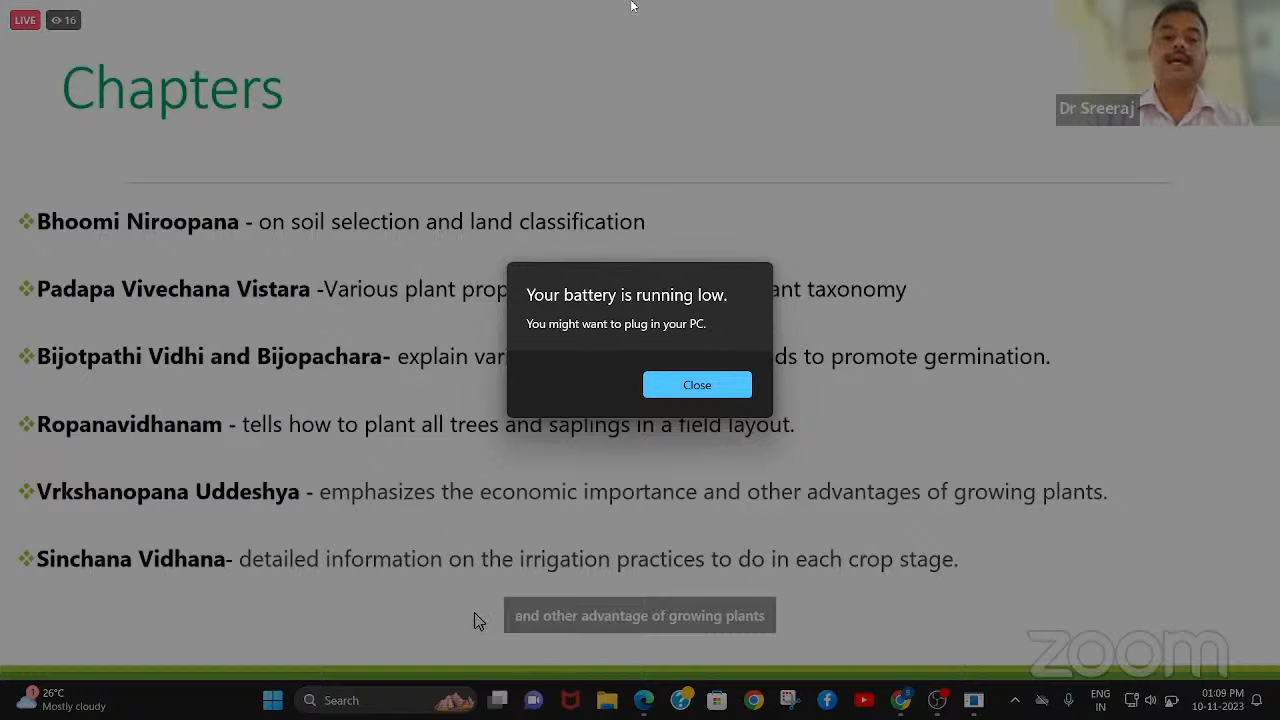 LIVE
16
Chapters
Dr Sreeraj
❖Bhoomi Niroopana - on soil selection and land classification
❖Padapa Vivechana Vistara -Various plant prop
ant taxonomy
Your battery is running low.
You might want to plug in your PC.
Close
❖Bijotpathi Vidhi and Bijopachara- explain vari
ds to promote germination.
❖Ropanavidhanam - tells how to plant all trees and saplings in a field layout.
❖Vrkshanopana Uddeshya - emphasizes the economic importance and other advantages of growing plants.
❖Sinchana Vidhana- detailed information on the irrigation practices to do in each crop stage.
and other advantage of growing plants
zoom
1
26°C
Mostly cloudy
Search
ENG
IN
01:09 PM
10-11-2023